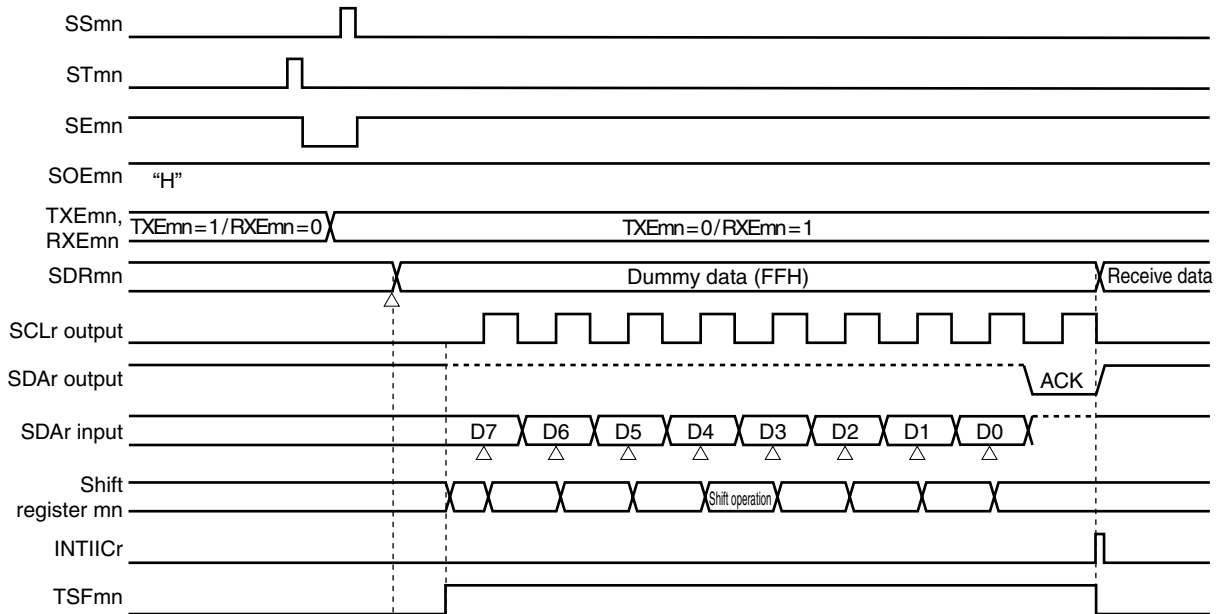 SSmn
STmn
SEmn
SOEmn “H”
TXEmn,
RXEmn TXEmn=1/RXEmn=0 TXEmn=0/RXEmn=1
SDRmn Dummy data (FFH) Receive data
SCLr output
SDAr output ACK
SDAr input D7 D6 D5 D4 D3 D2 D1 D0
Shift
register mn Shift operation
INTIICr
TSFmn